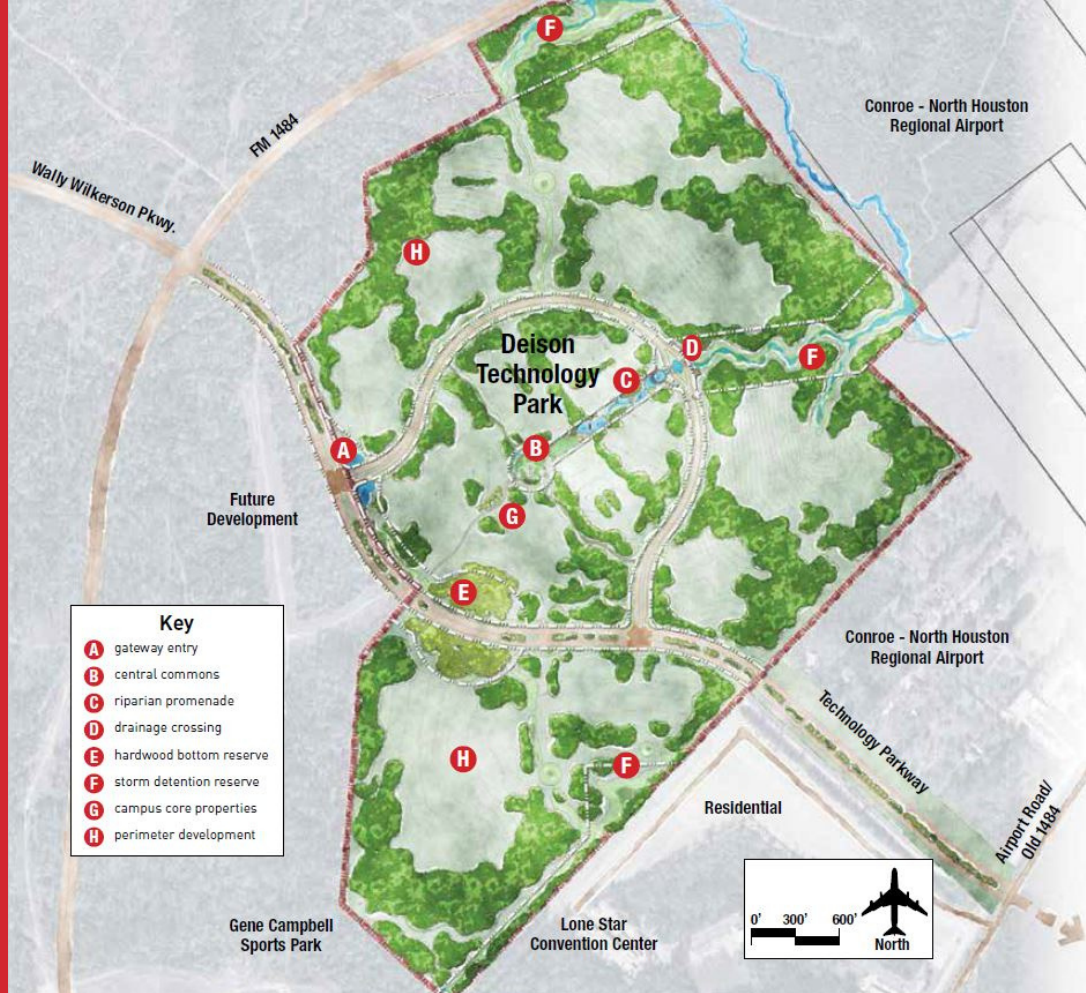 F
Conroe - North Houston
Regional Airport
FM 1484
Wally Wilkerson Pkwy.
H
Deison
Technology
Park
D
F
C
A
B
Future
Development
G
E
Key
A gateway entry
B central commons
C riparian promenade
D drainage crossing
E hardwood bottom reserve
F storm detention reserve
G campus core properties
H perimeter development
Conroe - North Houston
Regional Airport
Technology Parkway
H
F
Residential
Airport Road/
Old 1484
0' 300' 600'
North
Gene Campbell
Sports Park
Lone Star
Convention Center